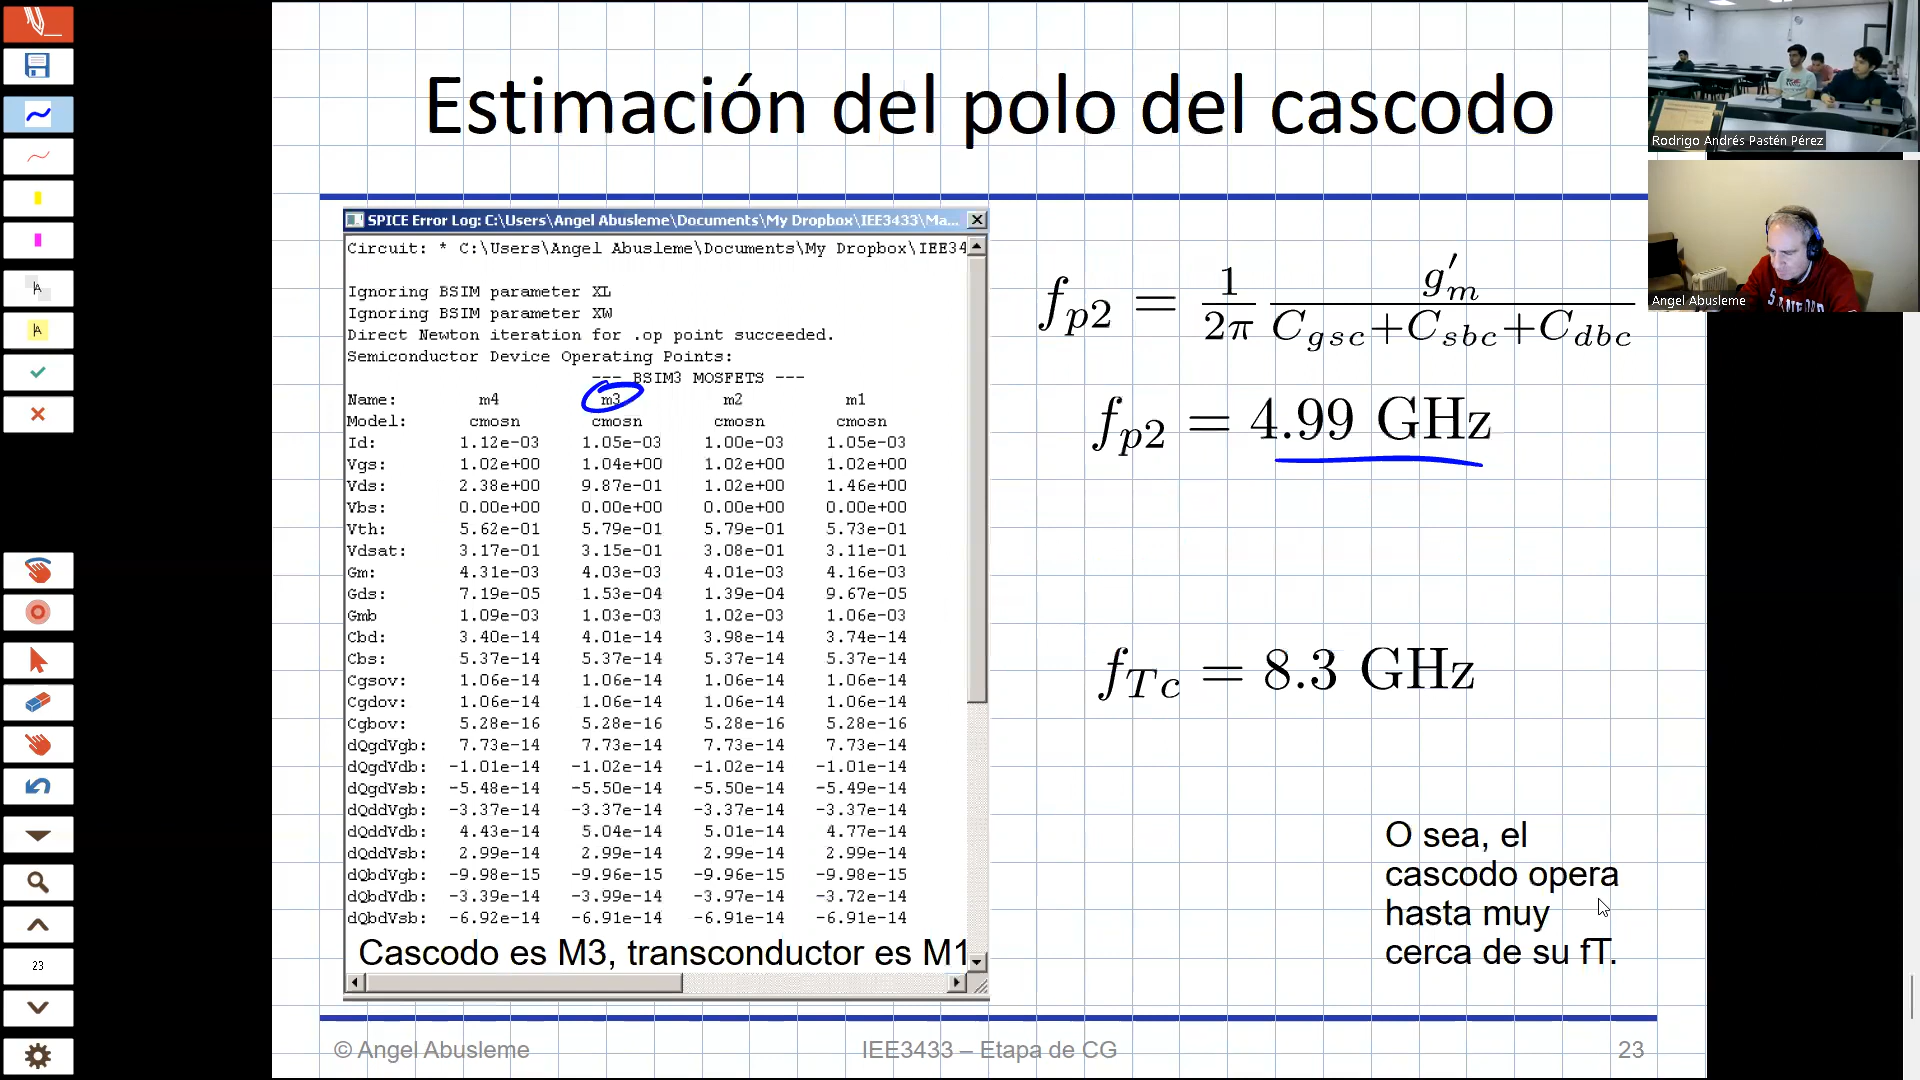 Estimación del polo del cascodo
Rodrigo Andrés Pastén Pérez
Angel Abusleme
SPICE Error Log: C:\Users\Angel Abusleme\Documents\My Dropbox\IEE3433\Ma...
Circuit: * C:\Users\Angel Abusleme\Documents\My Dropbox\IEE34
Ignoring BSIM parameter XL
Ignoring BSIM parameter XW
Direct Newton iteration for .op point succeeded.
Semiconductor Device Operating Points:
--- BSIM3 MOSFETS ---
Name: m4 m3 m2 m1
Model: cmosn cmosn cmosn cmosn
Id: 1.12e-03 1.05e-03 1.00e-03 1.05e-03
Vgs: 1.02e+00 1.04e+00 1.02e+00 1.02e+00
Vds: 2.38e+00 9.87e-01 1.02e+00 1.46e+00
Vbs: 0.00e+00 0.00e+00 0.00e+00 0.00e+00
Vth: 5.62e-01 5.79e-01 5.79e-01 5.73e-01
Vdsat: 3.17e-01 3.15e-01 3.08e-01 3.11e-01
Gm: 4.31e-03 4.03e-03 4.01e-03 4.16e-03
Gds: 7.19e-05 1.53e-04 1.39e-04 9.67e-05
Gmb 1.09e-03 1.03e-03 1.02e-03 1.06e-03
Cbd: 3.40e-14 4.01e-14 3.98e-14 3.74e-14
Cbs: 5.37e-14 5.37e-14 5.37e-14 5.37e-14
Cgsov: 1.06e-14 1.06e-14 1.06e-14 1.06e-14
Cgdov: 1.06e-14 1.06e-14 1.06e-14 1.06e-14
Cgbov: 5.28e-16 5.28e-16 5.28e-16 5.28e-16
dQgdVgb: 7.73e-14 7.73e-14 7.73e-14 7.73e-14
dQgdVdb: -1.01e-14 -1.02e-14 -1.02e-14 -1.01e-14
dQgdVsb: -5.48e-14 -5.50e-14 -5.50e-14 -5.49e-14
dQddVgb: -3.37e-14 -3.37e-14 -3.37e-14 -3.37e-14
dQddVdb: 4.43e-14 5.04e-14 5.01e-14 4.77e-14
dQddVsb: 2.99e-14 2.99e-14 2.99e-14 2.99e-14
dQbdVgb: -9.98e-15 -9.96e-15 -9.96e-15 -9.98e-15
dQbdVdb: -3.39e-14 -3.99e-14 -3.97e-14 -3.72e-14
dQbdVsb: -6.92e-14 -6.91e-14 -6.91e-14 -6.91e-14
Cascodo es M3, transconductor es M1
f_{p2} = \frac{1}{2π} \frac{g'_m}{C_{gsc}+C_{sbc}+C_{dbc}}
f_{p2} = 4.99 GHz
f_{Tc} = 8.3 GHz
O sea, el
cascodo opera
hasta muy
cerca de su fT.
© Angel Abusleme
IEE3433 – Etapa de CG
23
23